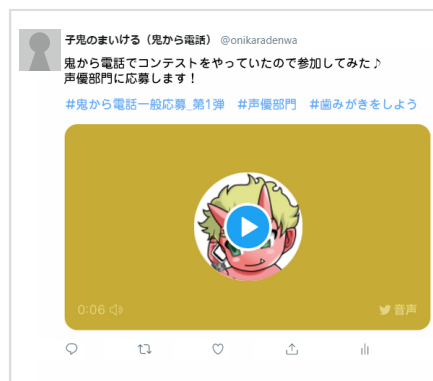 子鬼のまいける（鬼から電話） @onikaradenwa
鬼から電話でコンテストをやっていたので参加してみた♪
声優部門に応募します！
#鬼から電話一般応募_第1弾 #声優部門 #歯みがきをしよう
0:06
音声